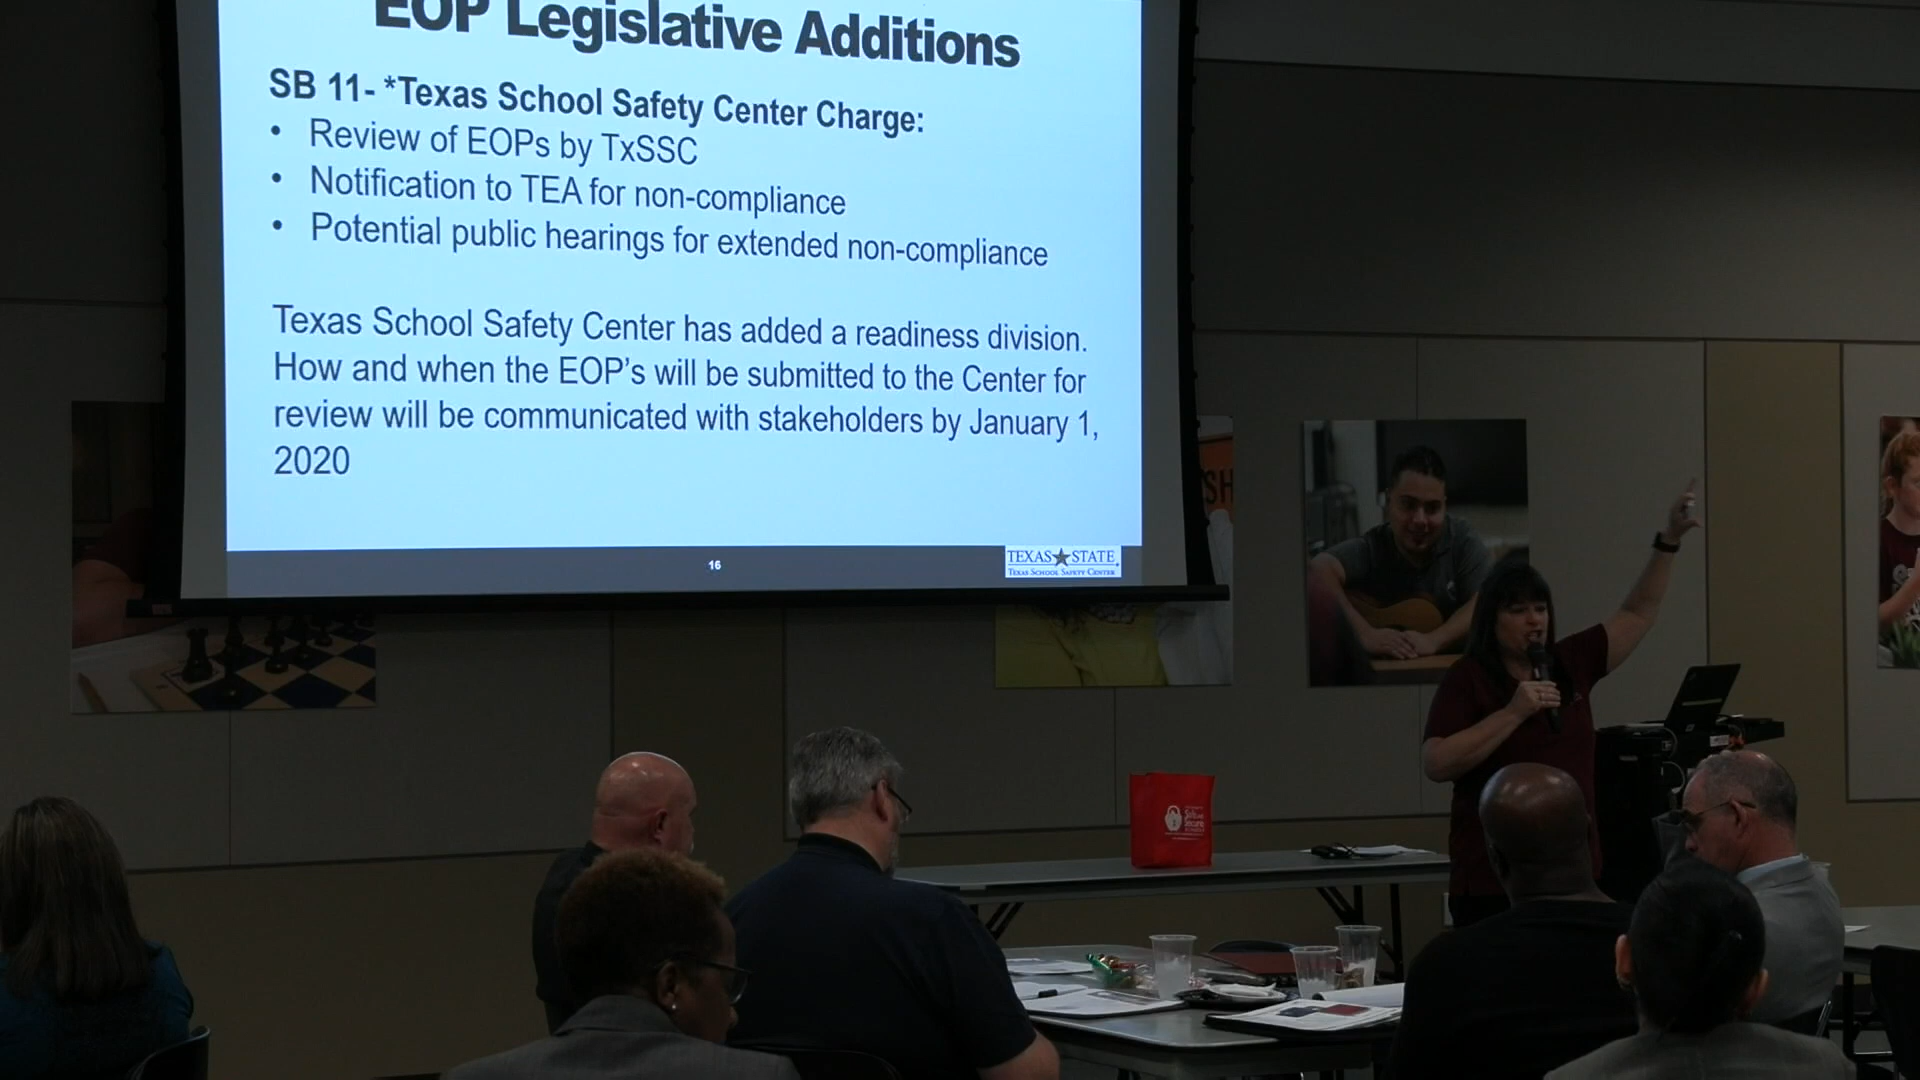 EOP Legislative Additions
SB 11- *Texas School Safety Center Charge:
• Review of EOPs by TxSSC
• Notification to TEA for non-compliance
• Potential public hearings for extended non-compliance
Texas School Safety Center has added a readiness division.
How and when the EOP's will be submitted to the Center for
review will be communicated with stakeholders by January 1,
2020
16
TEXAS★STATE
TEXAS SCHOOL SAFETY CENTER
SH
Safe
Secure